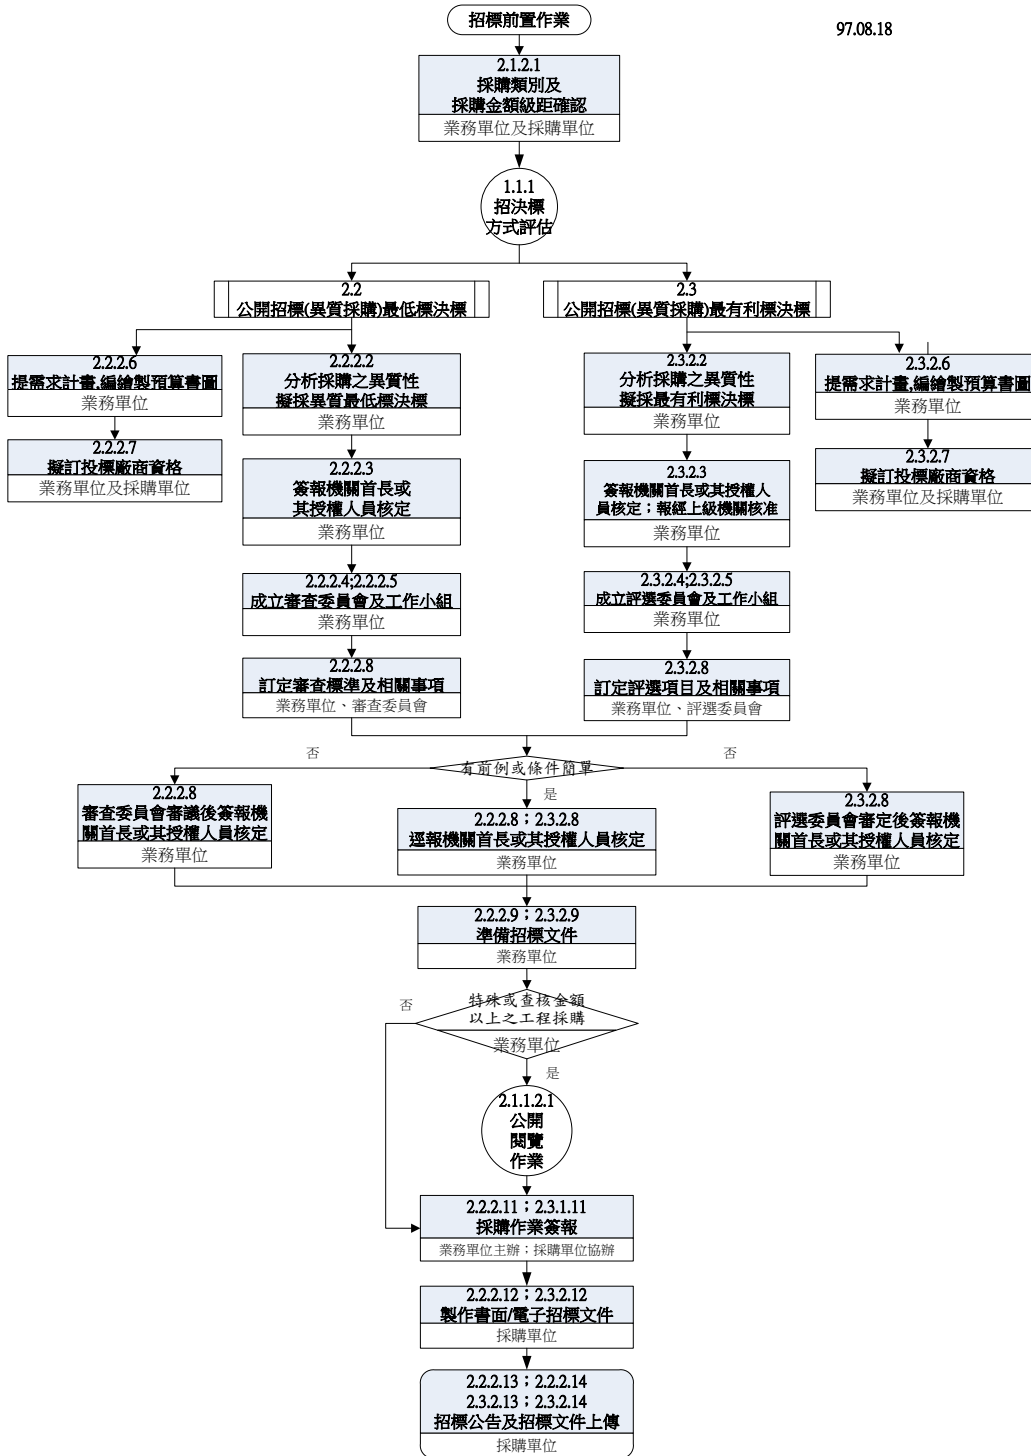 招標前置作業
97.08.18
2.1.2.1
採購類別及
採購金額級距確認
業務單位及採購單位
1.1.1
招決標
方式評估
2.2
公開招標(異質採購)最低標決標
2.3
公開招標(異質採購)最有利標決標
2.2.2.6
提需求計畫,編繪製預算書圖
業務單位
2.2.2.7
擬訂投標廠商資格
業務單位及採購單位
2.2.2.2
分析採購之異質性
擬採異質最低標決標
業務單位
2.2.2.3
簽報機關首長或
其授權人員核定
業務單位
2.2.2.4;2.2.2.5
成立審查委員會及工作小組
業務單位
2.2.2.8
訂定審查標準及相關事項
業務單位、審查委員會
2.3.2.2
分析採購之異質性
擬採最有利標決標
業務單位
2.3.2.3
簽報機關首長或其授權人
員核定；報經上級機關核准
業務單位
2.3.2.4;2.3.2.5
成立評選委員會及工作小組
業務單位
2.3.2.8
訂定評選項目及相關事項
業務單位、評選委員會
2.3.2.6
提需求計畫,編繪製預算書圖
業務單位
2.3.2.7
擬訂投標廠商資格
業務單位及採購單位
否
有前例或條件簡單
否
是
2.2.2.8
審查委員會審議後簽報機
關首長或其授權人員核定
業務單位
2.2.2.8；2.3.2.8
逕報機關首長或其授權人員核定
業務單位
2.3.2.8
評選委員會審定後簽報機
關首長或其授權人員核定
業務單位
2.2.2.9；2.3.2.9
準備招標文件
業務單位
否
特殊或查核金額
以上之工程採購
業務單位
是
2.1.1.2.1
公開
閱覽
作業
2.2.2.11；2.3.1.11
採購作業簽報
業務單位主辦；採購單位協辦
2.2.2.12；2.3.2.12
製作書面/電子招標文件
採購單位
2.2.2.13；2.2.2.14
2.3.2.13；2.3.2.14
招標公告及招標文件上傳
採購單位